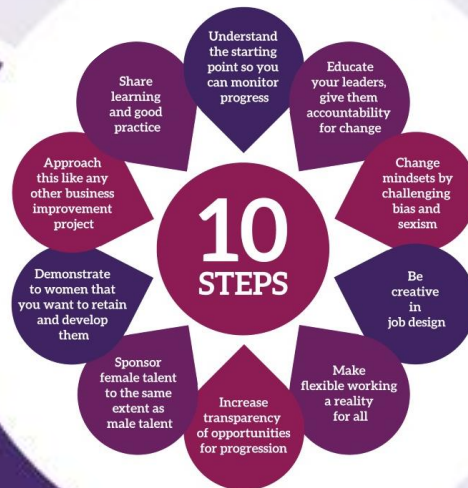 10
STEPS
Understand
the starting
point so you
can monitor
progress
Educate
your leaders,
give them
accountability
for change
Change
mindsets by
challenging
bias and
sexism
Be
creative
in
job design
Make
flexible working
a reality
for all
Increase
transparency
of opportunities
for progression
Sponsor
female talent
to the same
extent as
male talent
Demonstrate
to women that
you want to retain
and develop
them
Approach
this like any
other business
improvement
project
Share
learning
and good
practice